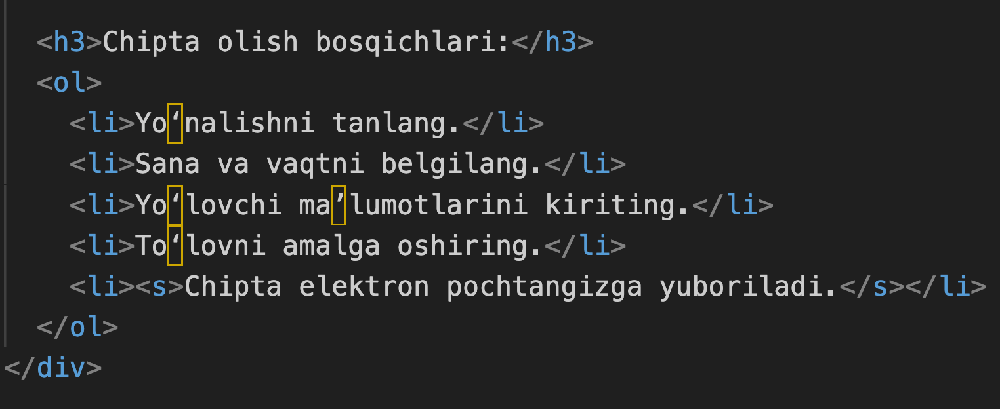 <h3>Chipta olish bosqichlari:</h3>
<ol>
<li>Yo‘nalishni tanlang.</li>
<li>Sana va vaqtni belgilang.</li>
<li>Yo‘lovchi ma’lumotlarini kiriting.</li>
<li>To‘lovni amalga oshiring.</li>
<li><s>Chipta elektron pochtangizga yuboriladi.</s></li>
</ol>
</div>